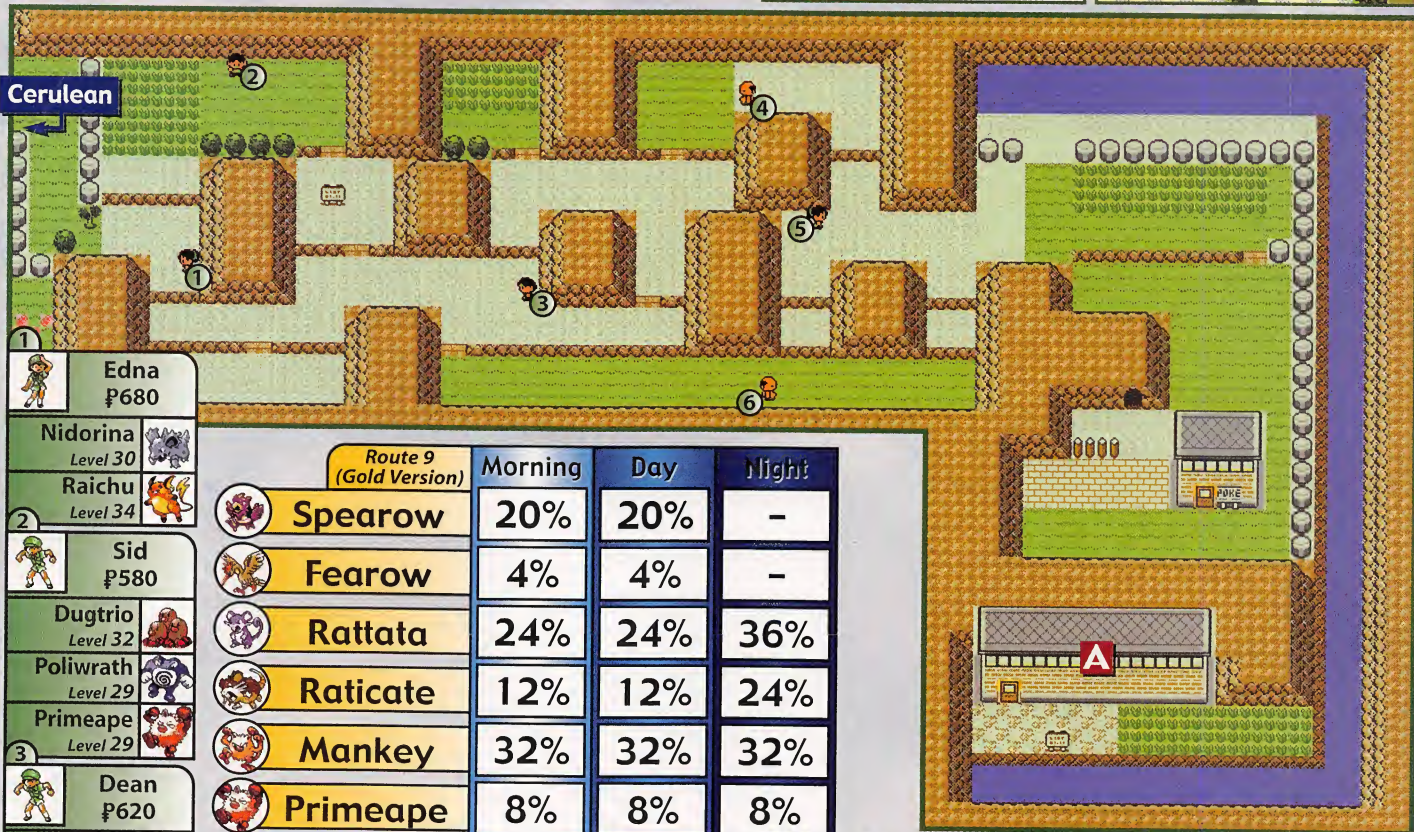 Cerulean
2
4
5
1
3
6
POKé
A
1
Edna
₽680
Nidorina
Level 30
Raichu
Level 34
2
Sid
₽580
Dugtrio
Level 32
Poliwrath
Level 29
Primeape
Level 29
3
Dean
₽620
Route 9
(Gold Version)
Morning
Day
Night
Spearow
20%
20%
–
Fearow
4%
4%
–
Rattata
24%
24%
36%
Raticate
12%
12%
24%
Mankey
32%
32%
32%
Primeape
8%
8%
8%